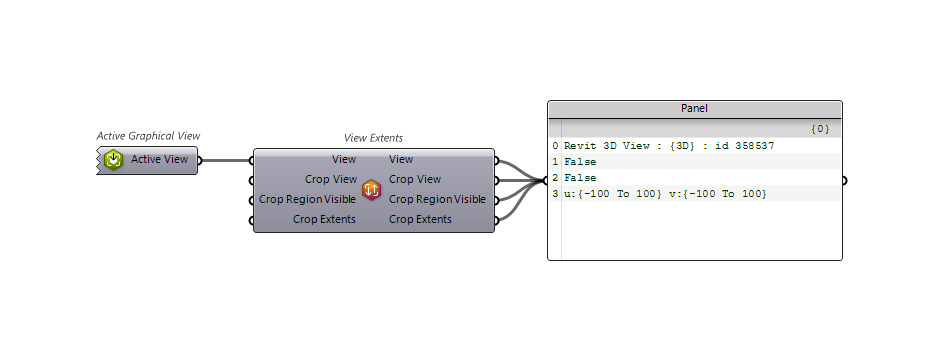 Active Graphical View
Active View
View Extents
View View
Crop View Crop View
Crop Region Visible Crop Region Visible
Crop Extents Crop Extents
Panel
{0}
0 Revit 3D View : {3D} : id 358537
1 False
2 False
3 u:{-100 To 100} v:{-100 To 100}